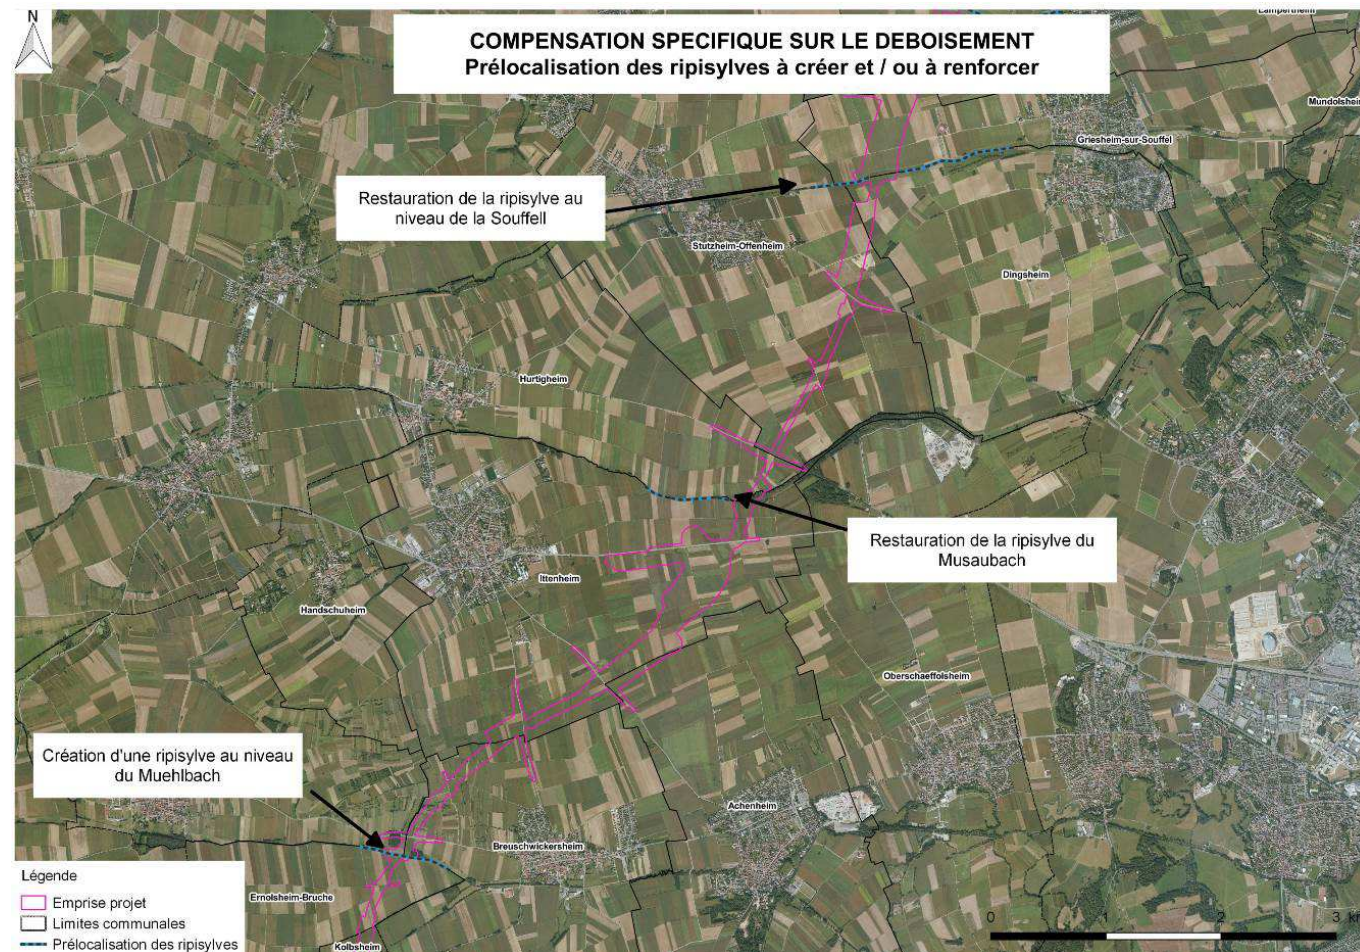 N
COMPENSATION SPECIFIQUE SUR LE DEBOISEMENT
Prélocalisation des ripisylves à créer et / ou à renforcer
Lampertheim
Mundolsheim
Griesheim-sur-Souffel
Restauration de la ripisylve au
niveau de la Souffell
Stutzheim-Offenheim
Dingsheim
Hurtigheim
Restauration de la ripisylve du
Musaubach
Ittenheim
Handschuheim
Oberschaeffolsheim
Création d'une ripisylve au niveau
du Muehlbach
Achenheim
Breuschwickersheim
Légende
Emprise projet
Limites communales
Prélocalisation des ripisylves
Ernolsheim-Bruche
Kolbsheim
0 1 2 3 km